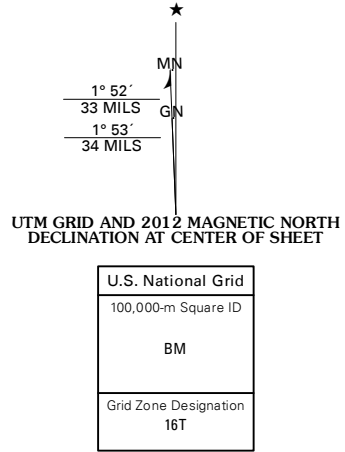 ★
MN
1° 52´
33 MILS
GN
1° 53´
34 MILS
UTM GRID AND 2012 MAGNETIC NORTH
DECLINATION AT CENTER OF SHEET
U.S. National Grid
100,000-m Square ID
BM
Grid Zone Designation
16T